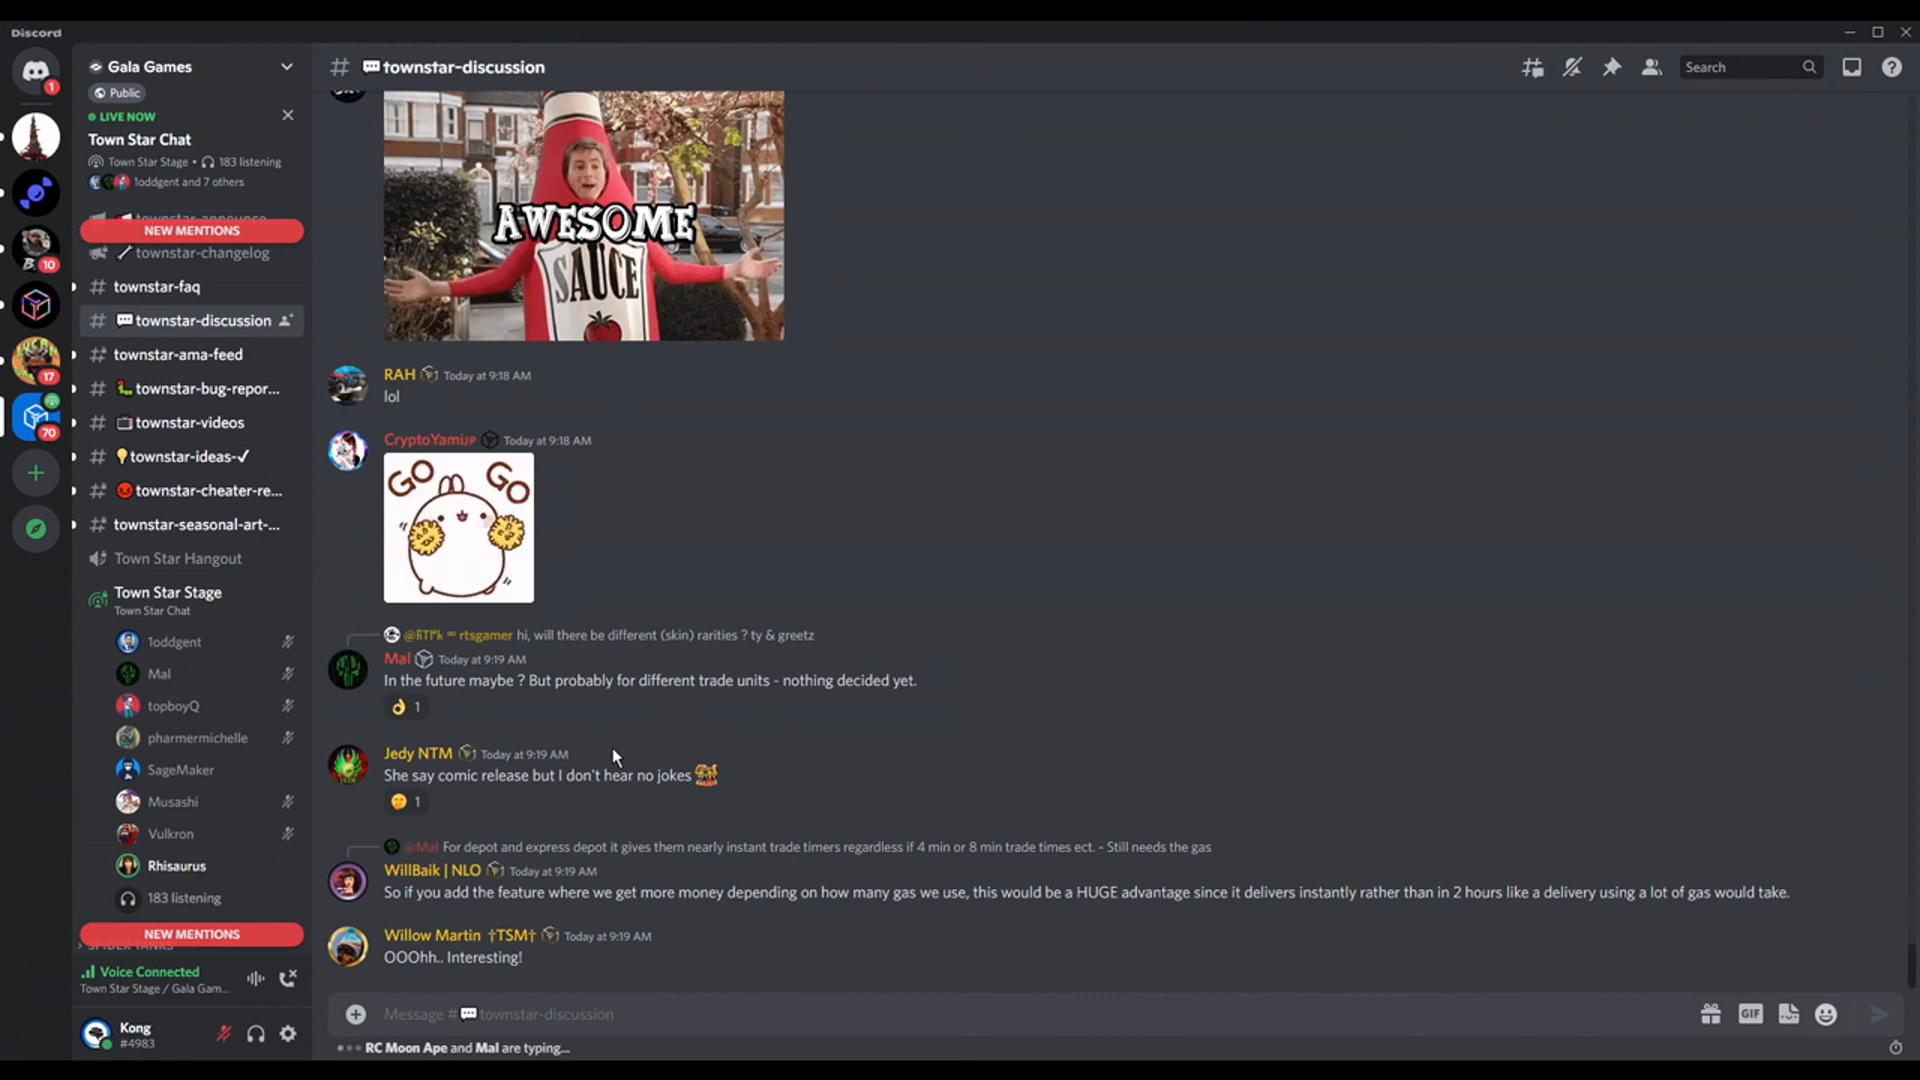 Discord
1
10
17
70
Gala Games
Public
LIVE NOW
Town Star Chat
Town Star Stage • 183 listening
1oddgent and 7 others
townstar-announce
NEW MENTIONS
townstar-changelog
townstar-faq
townstar-discussion
townstar-ama-feed
townstar-bug-repor...
townstar-videos
townstar-ideas-✓
townstar-cheater-re...
townstar-seasonal-art-...
Town Star Hangout
Town Star Stage
Town Star Chat
1oddgent
Mal
topboyQ
pharmermichelle
SageMaker
Musashi
Vulkron
Rhisaurus
183 listening
NEW MENTIONS
SPIDER TANKS
Voice Connected
Town Star Stage / Gala Gam...
Kong
#4983
# townstar-discussion
Search
AWESOME
SAUCE
RAH Today at 9:18 AM
lol
CryptoYamiJP Today at 9:18 AM
GO GO
rtsgamer hi, will there be different (skin) rarities ? ty & greetz
Mal Today at 9:19 AM
In the future maybe ? But probably for different trade units - nothing decided yet.
1
Jedy NTM Today at 9:19 AM
She say comic release but I don't hear no jokes
1
@Mal For depot and express depot it gives them nearly instant trade timers regardless if 4 min or 8 min trade times ect. - Still needs the gas
WillBaik | NLO Today at 9:19 AM
So if you add the feature where we get more money depending on how many gas we use, this would be a HUGE advantage since it delivers instantly rather than in 2 hours like a delivery using a lot of gas would take.
Willow Martin †TSM† Today at 9:19 AM
OOOhh.. Interesting!
Message # townstar-discussion
GIF
RC Moon Ape and Mal are typing...